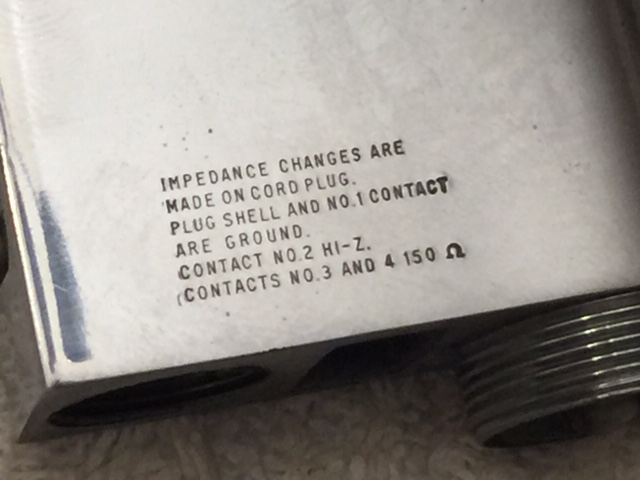 IMPEDANCE CHANGES ARE
MADE ON CORD PLUG.
PLUG SHELL AND NO.1 CONTACT
ARE GROUND.
CONTACT NO.2 HI-Z.
CONTACTS NO.3 AND 4 150 Ω